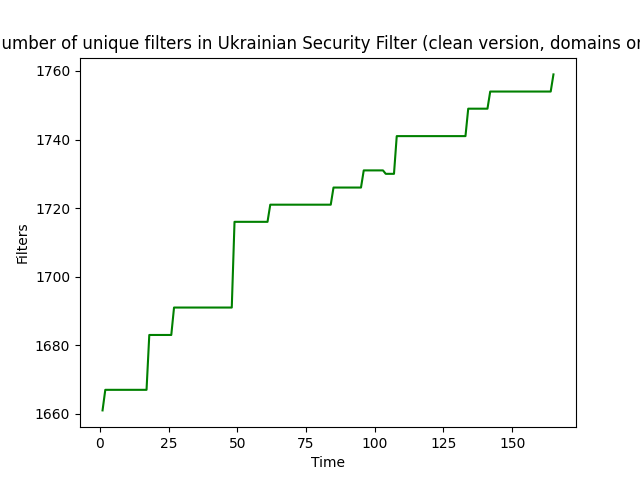 umber of unique filters in Ukrainian Security Filter (clean version, domains or
1760
1740
1720
1700
1680
1660
Filters
0 25 50 75 100 125 150
Time